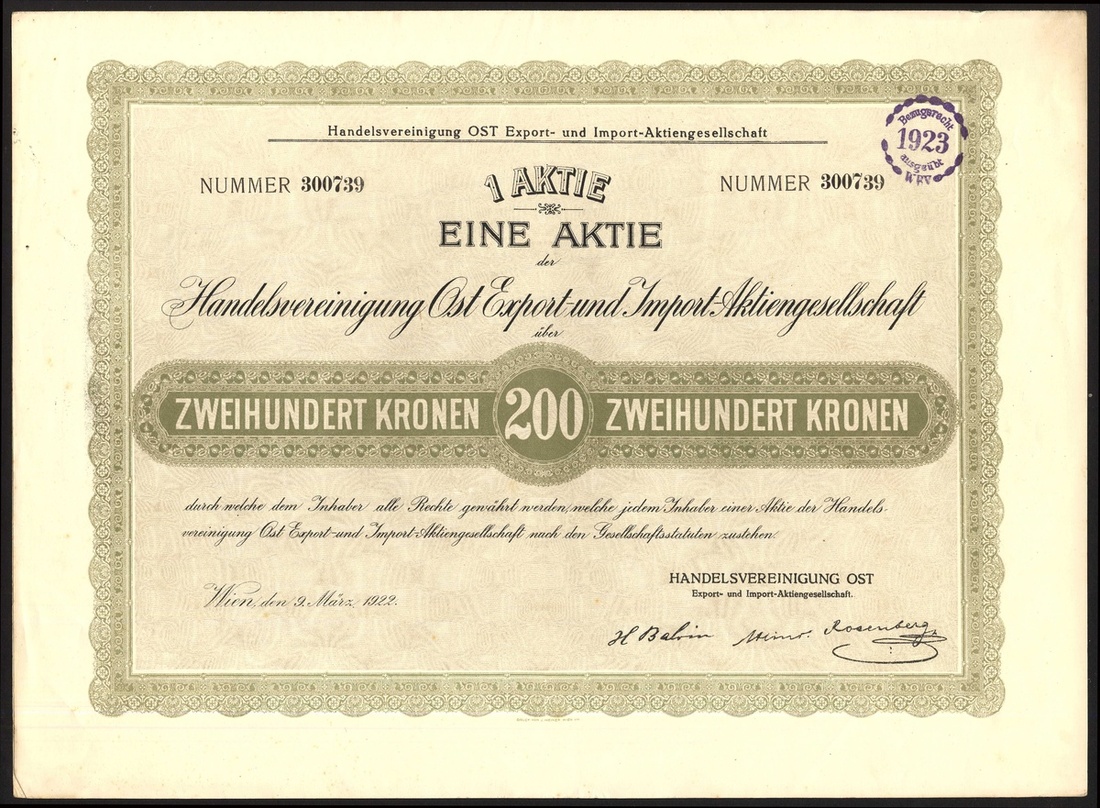 Handelsvereinigung OST Export- und Import-Aktiengesellschaft
Bezugsrecht
1923
ausgeübt
WBV
NUMMER 300739
1 AKTIE
NUMMER 300739
EINE AKTIE
der
Handelsvereinigung Ost Export- und Import-Aktiengesellschaft
über
ZWEIHUNDERT KRONEN 200 ZWEIHUNDERT KRONEN
durch welche dem Inhaber alle Rechte gewährt werden, welche jedem Inhaber einer Aktie der Handels-
vereinigung Ost Export- und Import-Aktiengesellschaft nach den Gesellschaftsstatuten zustehen.
HANDELSVEREINIGUNG OST
Export- und Import-Aktiengesellschaft.
Wien, den 9. März 1922.
H Balvin Rosenberg